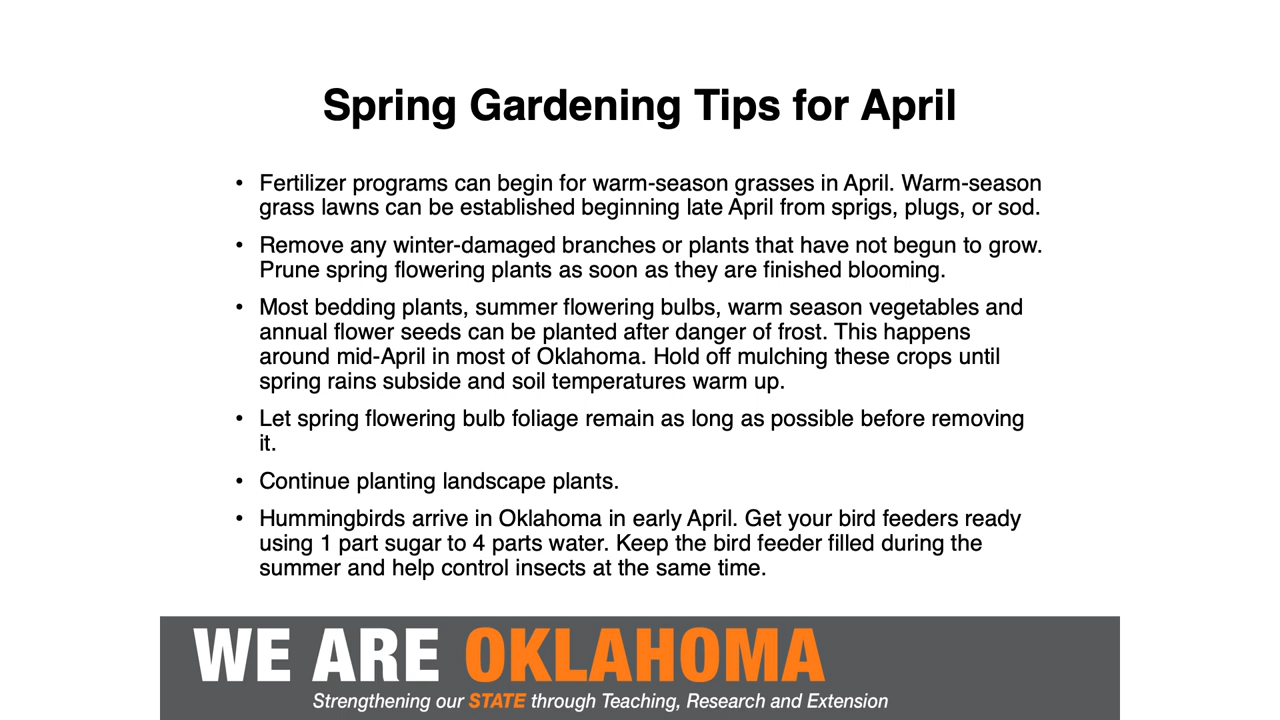 Spring Gardening Tips for April
• Fertilizer programs can begin for warm-season grasses in April. Warm-season
grass lawns can be established beginning late April from sprigs, plugs, or sod.
• Remove any winter-damaged branches or plants that have not begun to grow.
Prune spring flowering plants as soon as they are finished blooming.
• Most bedding plants, summer flowering bulbs, warm season vegetables and
annual flower seeds can be planted after danger of frost. This happens
around mid-April in most of Oklahoma. Hold off mulching these crops until
spring rains subside and soil temperatures warm up.
• Let spring flowering bulb foliage remain as long as possible before removing
it.
• Continue planting landscape plants.
• Hummingbirds arrive in Oklahoma in early April. Get your bird feeders ready
using 1 part sugar to 4 parts water. Keep the bird feeder filled during the
summer and help control insects at the same time.
WE ARE OKLAHOMA
Strengthening our STATE through Teaching, Research and Extension